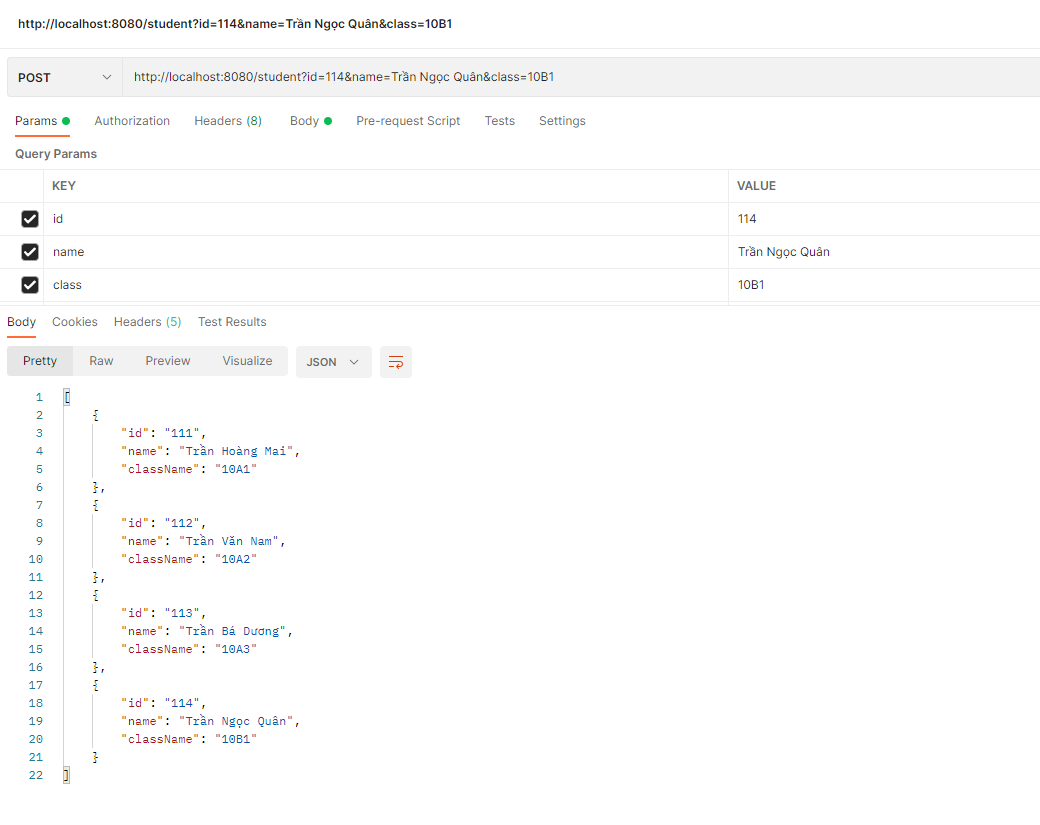 http://localhost:8080/student?id=114&name=Trần Ngọc Quân&class=10B1
POST http://localhost:8080/student?id=114&name=Trần Ngọc Quân&class=10B1
Params Authorization Headers (8) Body Pre-request Script Tests Settings
Query Params
KEY VALUE
id 114
name Trần Ngọc Quân
class 10B1
Body Cookies Headers (5) Test Results
Pretty Raw Preview Visualize JSON
1 [
2 {
3 "id": "111",
4 "name": "Trần Hoàng Mai",
5 "className": "10A1"
6 },
7 {
8 "id": "112",
9 "name": "Trần Văn Nam",
10 "className": "10A2"
11 },
12 {
13 "id": "113",
14 "name": "Trần Bá Dương",
15 "className": "10A3"
16 },
17 {
18 "id": "114",
19 "name": "Trần Ngọc Quân",
20 "className": "10B1"
21 }
22 ]